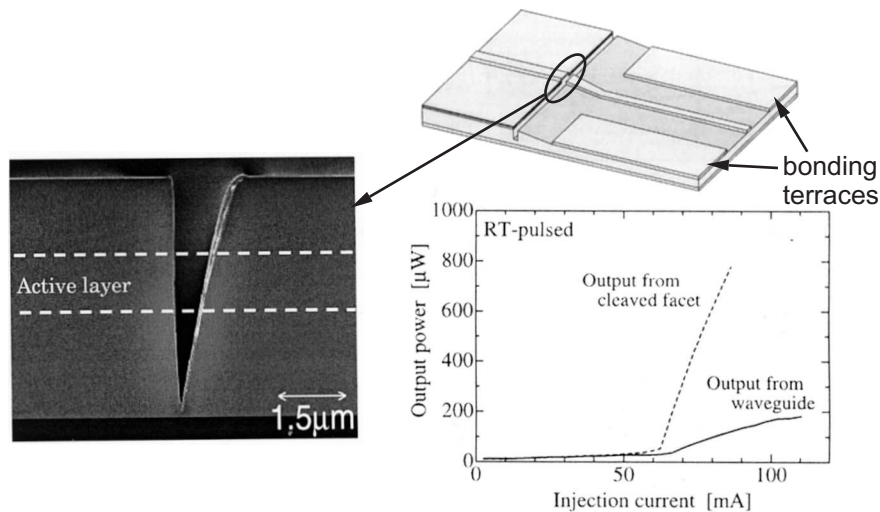 bonding
terraces
Active layer
1.5μm
RT-pulsed
Output from
cleaved facet
Output from
waveguide
Output power [μW]
1000
800
600
400
200
0
0
50
100
Injection current [mA]